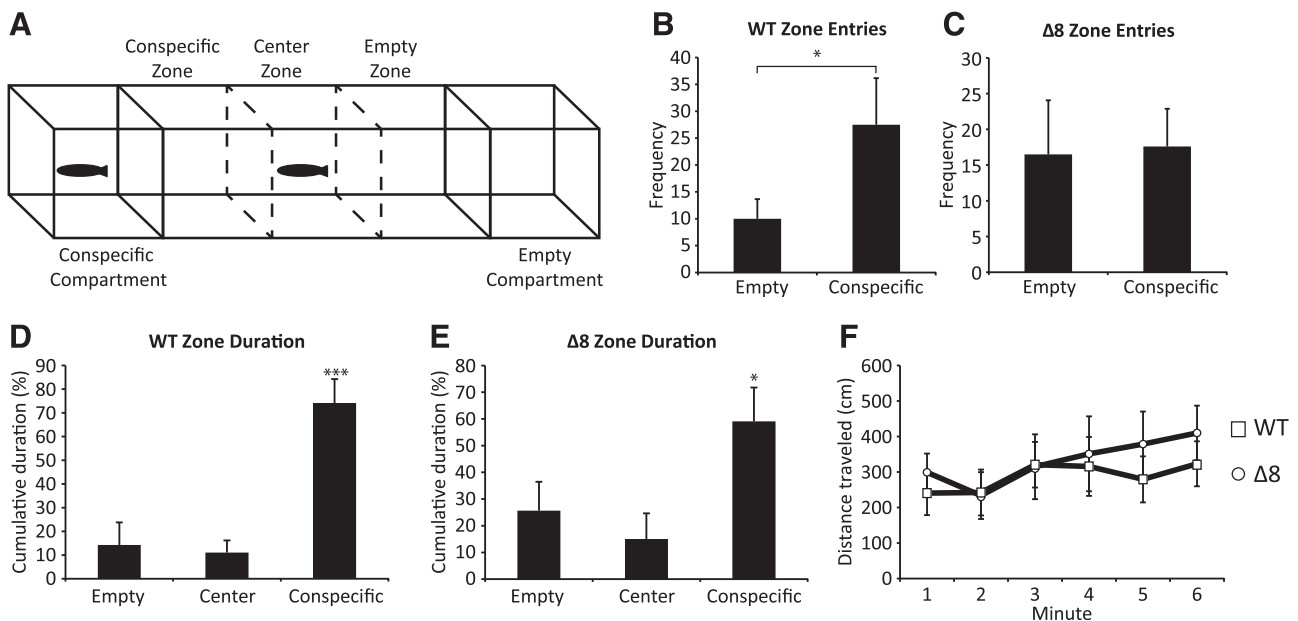 A
Conspecific
Zone
Center
Zone
Empty
Zone
Conspecific
Compartment
Empty
Compartment
B
WT Zone Entries
Frequency
40
35
30
25
20
15
10
5
0
*
Empty
Conspecific
C
Δ8 Zone Entries
Frequency
30
25
20
15
10
5
0
Empty
Conspecific
D
WT Zone Duration
Cumulative duration (%)
90
80
70
60
50
40
30
20
10
0
***
Empty
Center
Conspecific
E
Δ8 Zone Duration
Cumulative duration (%)
80
70
60
50
40
30
20
10
0
*
Empty
Center
Conspecific
F
Distance traveled (cm)
600
500
400
300
200
100
0
1 2 3 4 5 6
Minute
WT
Δ8